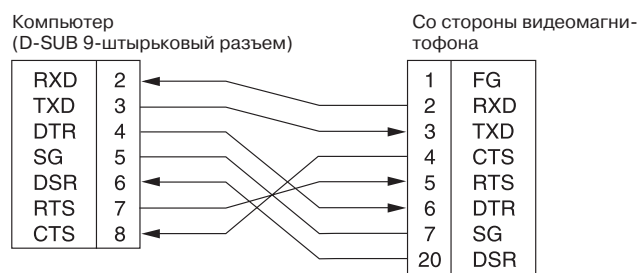 Компьютер
(D-SUB 9-штырьковый разъем)
RXD 2
TXD 3
DTR 4
SG 5
DSR 6
RTS 7
CTS 8
Со стороны видеомагни-
тофона
1 FG
2 RXD
3 TXD
4 CTS
5 RTS
6 DTR
7 SG
20 DSR